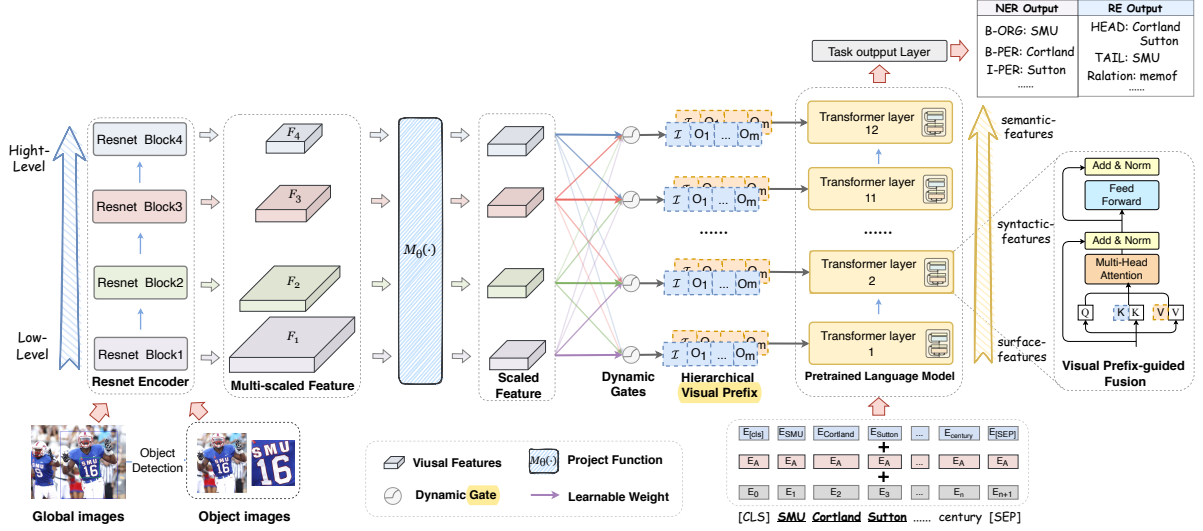 NER Output
RE Output
B-ORG: SMU
B-PER: Cortland
I-PER: Sutton
......
HEAD: Cortland
Sutton
TAIL: SMU
Ralation: memof
......
Task outpput Layer
Hight-
Level
Low-
Level
Resnet Block4
Resnet Block3
Resnet Block2
Resnet Block1
Resnet Encoder
F4
F3
F2
F1
Multi-scaled Feature
Mθ(·)
Scaled
Feature
Dynamic
Gates
I O1 ... Om
I O1 ... Om
......
I O1 ... Om
I O1 ... Om
Hierarchical
Visual Prefix
Transformer layer
12
Transformer layer
11
......
Transformer layer
2
Transformer layer
1
Pretrained Language Model
semantic-
features
syntactic-
features
surface-
features
Add & Norm
Feed
Forward
Add & Norm
Multi-Head
Attention
Q K K V V
Visual Prefix-guided
Fusion
Object
Detection
SMU
16
Global images
Object images
Viusal Features
Mθ(·) Project Function
Dynamic Gate
Learnable Weight
E[cls] ESMU ECortland ESutton ... Ecentury E[SEP]
+
EA EA EA EA ... EA EA
+
E0 E1 E2 E3 ... En En+1
[CLS] SMU Cortland Sutton ...... century [SEP]